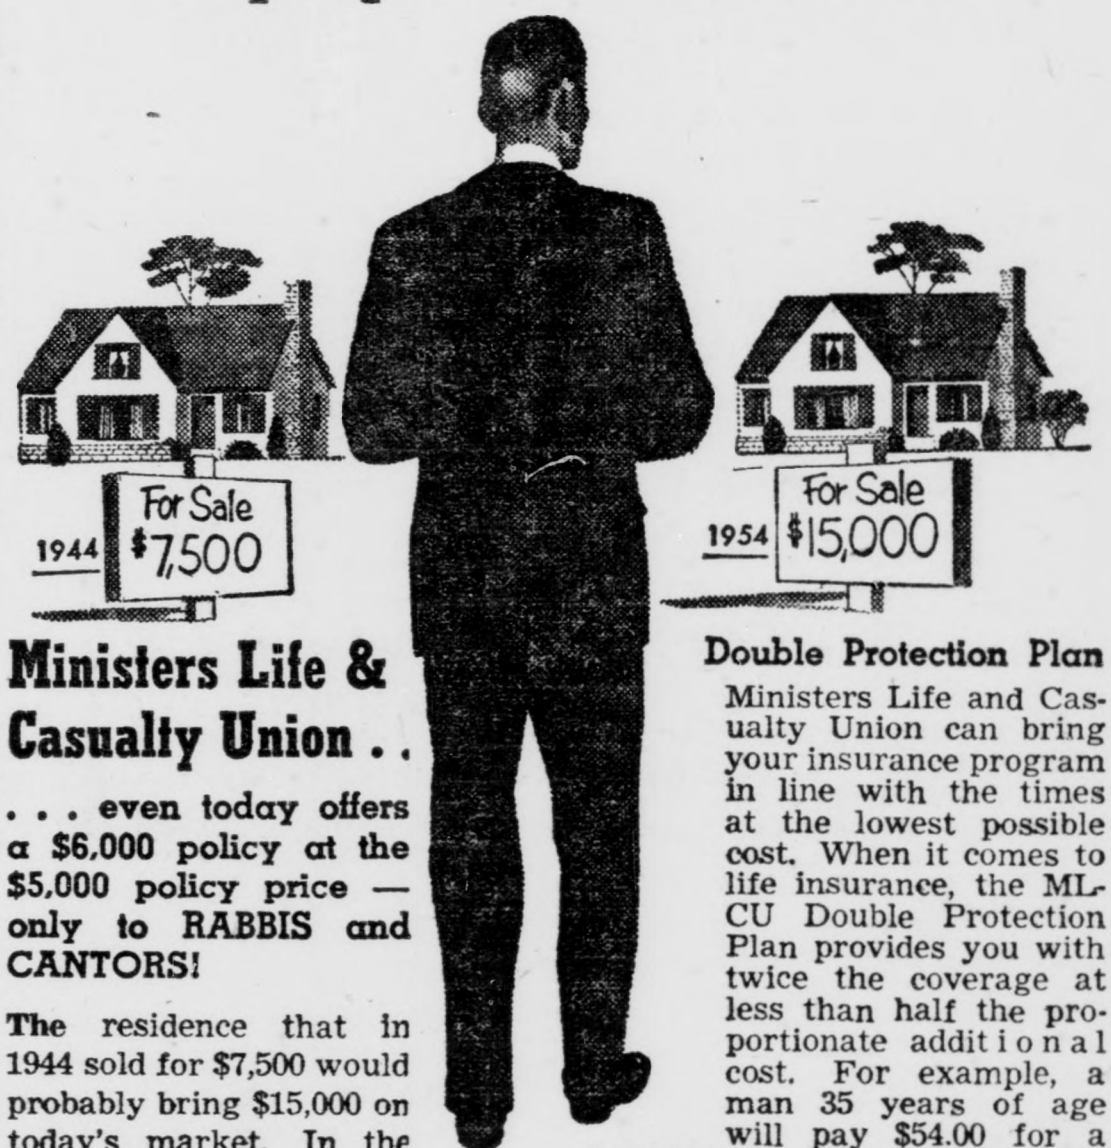 For Sale
1944
$7,500
For Sale
1954
$15,000
Ministers Life &
Casualty Union . .
. . . even today offers
a $6,000 policy at the
$5,000 policy price —
only to RABBIS and
CANTORS!
The residence that in
1944 sold for $7,500 would
probably bring $15,000 on
today's market. In the
Double Protection Plan
Ministers Life and Cas-
ualty Union can bring
your insurance program
in line with the times
at the lowest possible
cost. When it comes to
life insurance, the ML-
CU Double Protection
Plan provides you with
twice the coverage at
less than half the pro-
portionate additional
cost. For example, a
man 35 years of age
will pay $54.00 for a